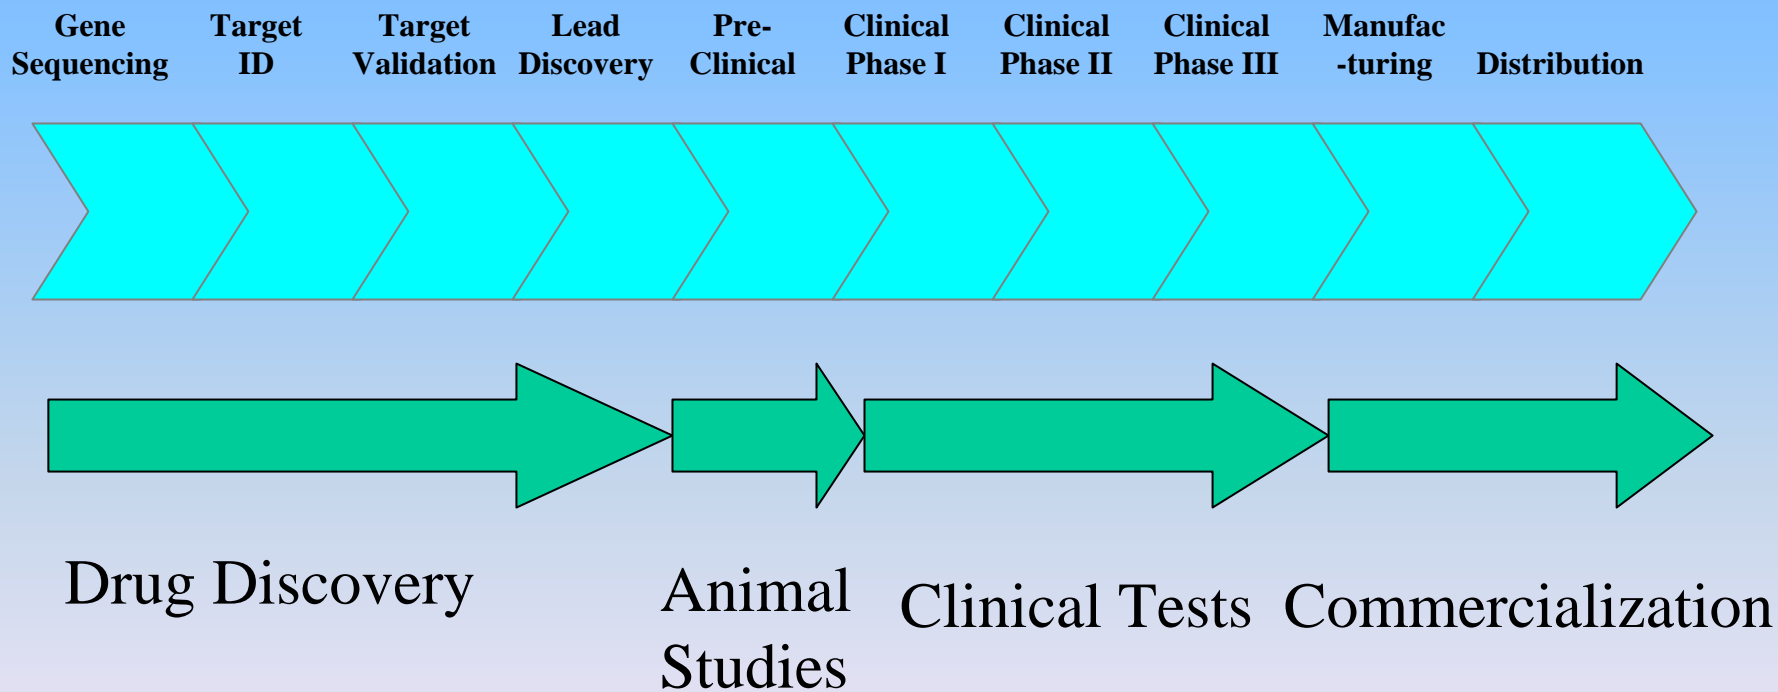 Gene
Sequencing
Target
ID
Target
Validation
Lead
Discovery
Pre-
Clinical
Clinical
Phase I
Clinical
Phase II
Clinical
Phase III
Manufac
-turing
Distribution
Drug Discovery
Animal
Studies
Clinical Tests
Commercialization